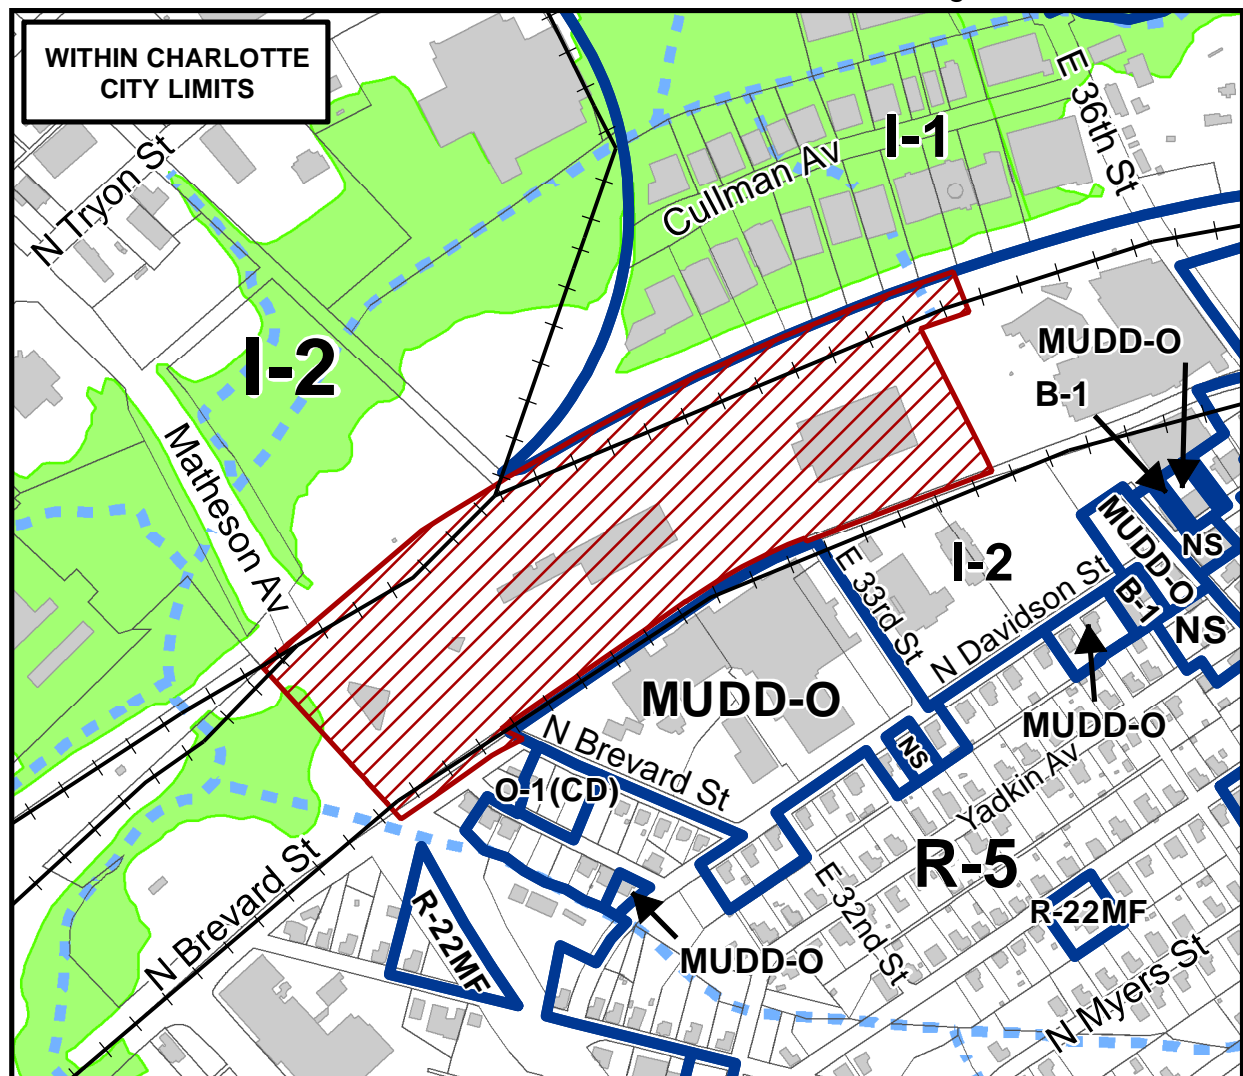 WITHIN CHARLOTTE
CITY LIMITS
E 36th St
I-1
N Tryon St
Cullman Av
I-2
MUDD-O
B-1
Matheson Av
MUDD-O
NS
E 33rd St
I-2
N Davidson St
B-1
NS
MUDD-O
N Brevard St
NS
MUDD-O
O-1(CD)
Yadkin Av
R-5
N Brevard St
R-22MF
E 32nd St
R-22MF
MUDD-O
N Myers St